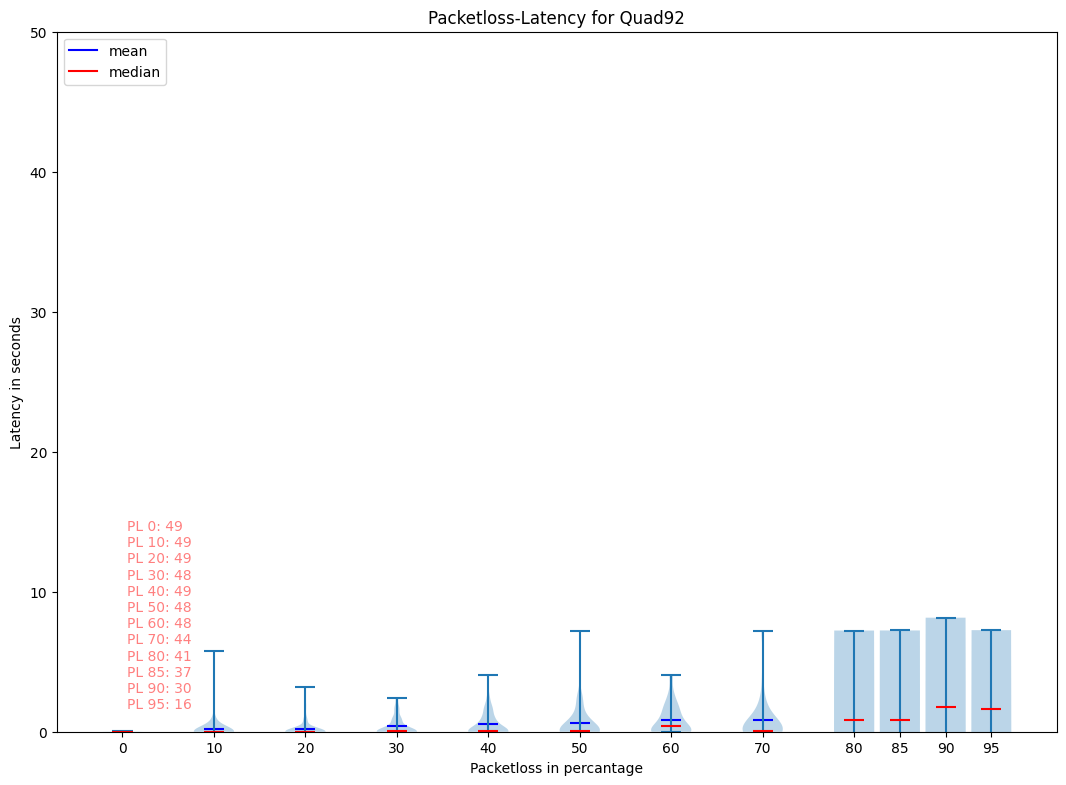 Packetloss-Latency for Quad92
50
40
30
20
10
0
Latency in seconds
mean
median
PL 0: 49
PL 10: 49
PL 20: 49
PL 30: 48
PL 40: 49
PL 50: 48
PL 60: 48
PL 70: 44
PL 80: 41
PL 85: 37
PL 90: 30
PL 95: 16
0 10 20 30 40 50 60 70 80 85 90 95
Packetloss in percantage